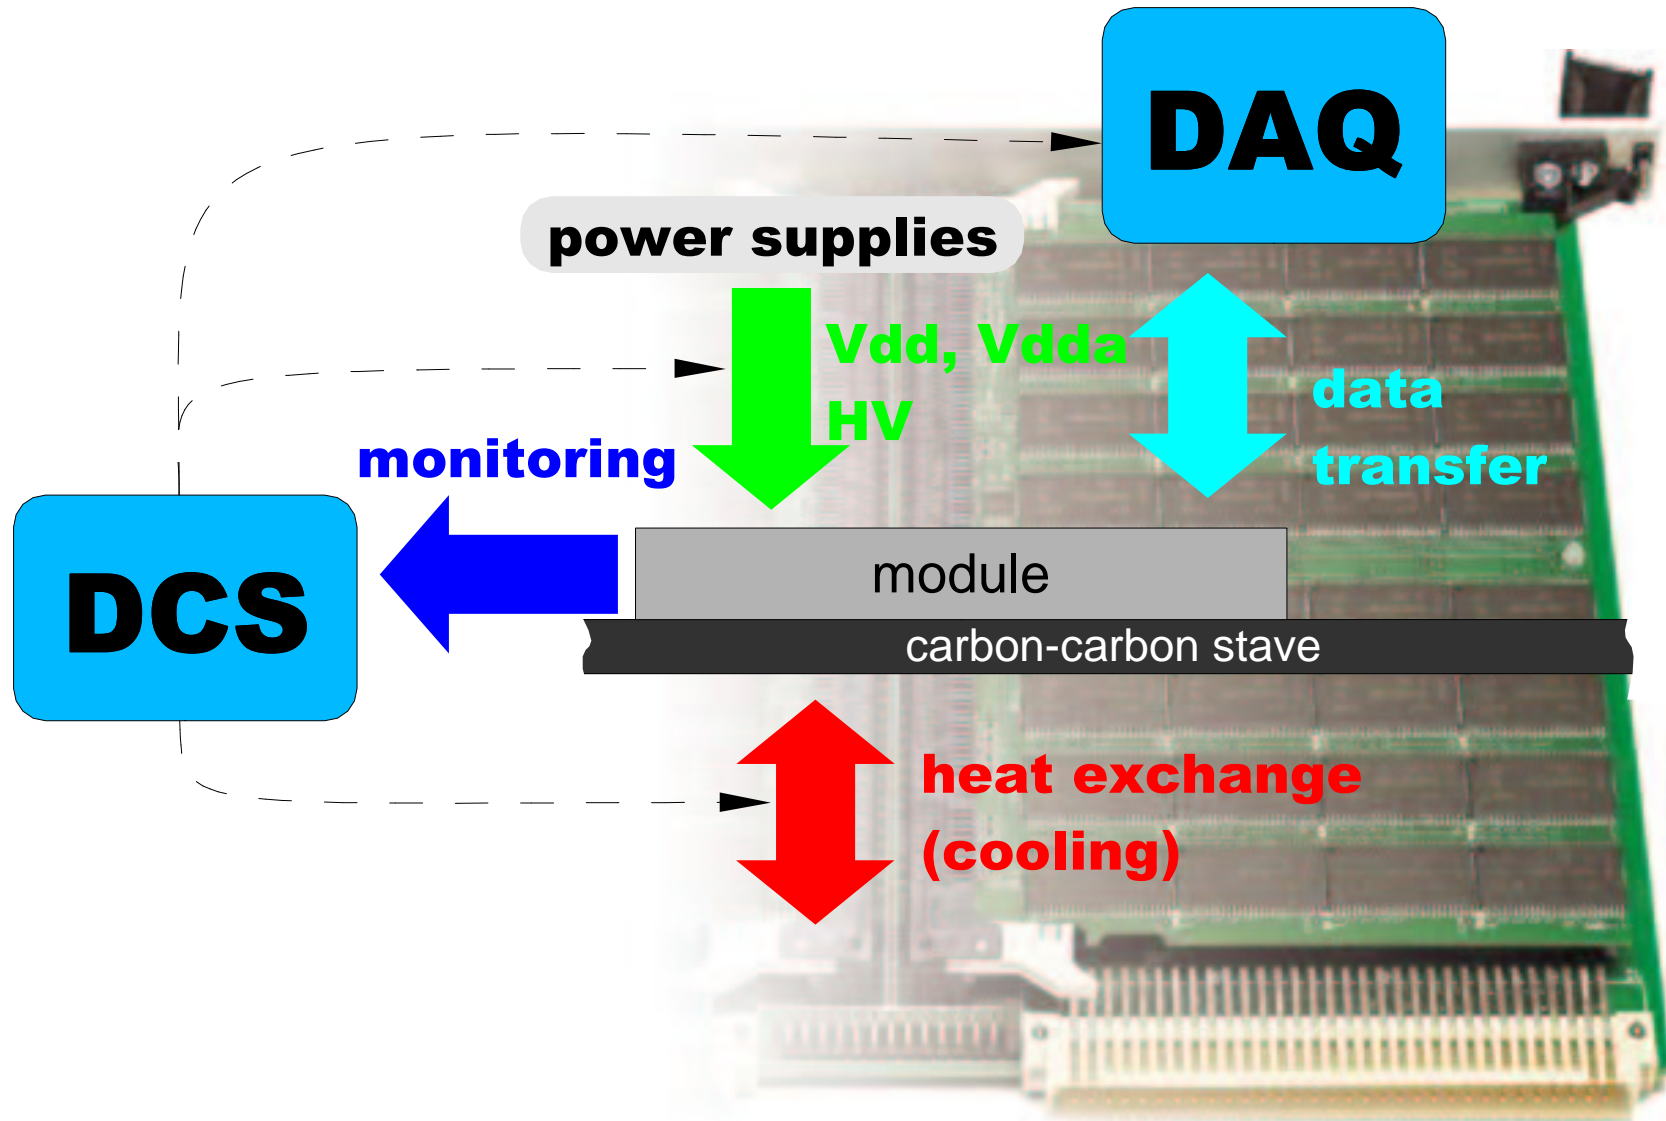 DAQ
power supplies
Vdd, Vdda
HV
data
transfer
monitoring
DCS
module
carbon-carbon stave
heat exchange
(cooling)